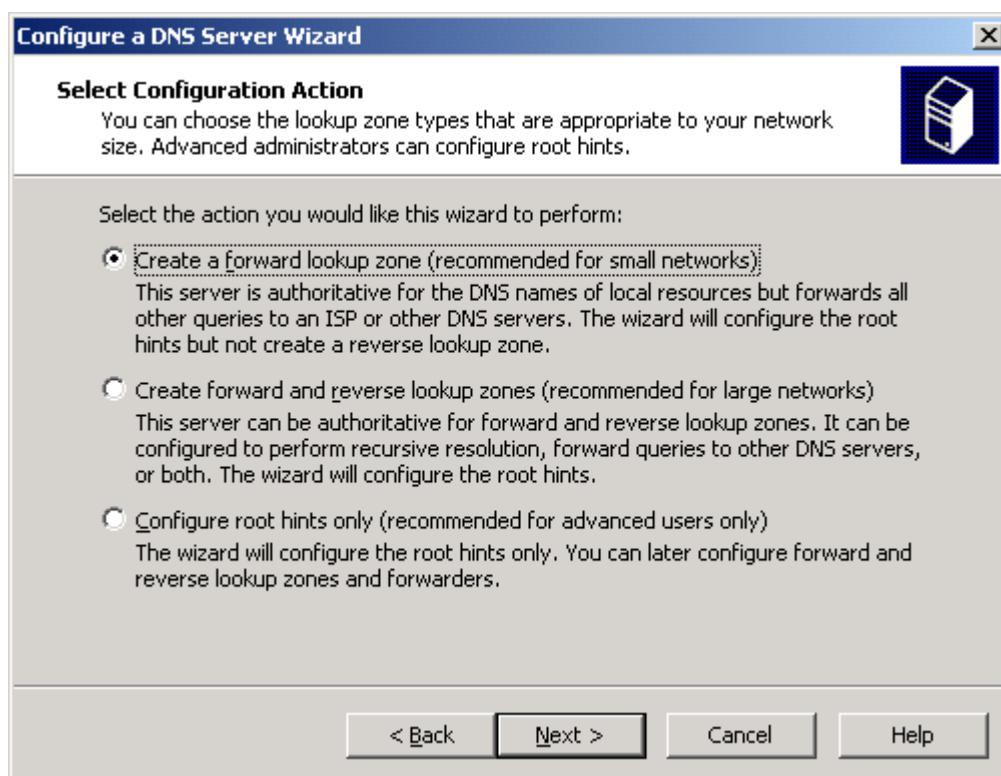 Configure a DNS Server Wizard
Select Configuration Action
You can choose the lookup zone types that are appropriate to your network
size. Advanced administrators can configure root hints.
Select the action you would like this wizard to perform:
Create a forward lookup zone (recommended for small networks)
This server is authoritative for the DNS names of local resources but forwards all
other queries to an ISP or other DNS servers. The wizard will configure the root
hints but not create a reverse lookup zone.
Create forward and reverse lookup zones (recommended for large networks)
This server can be authoritative for forward and reverse lookup zones. It can be
configured to perform recursive resolution, forward queries to other DNS servers,
or both. The wizard will configure the root hints.
Configure root hints only (recommended for advanced users only)
The wizard will configure the root hints only. You can later configure forward and
reverse lookup zones and forwarders.
< Back Next > Cancel Help